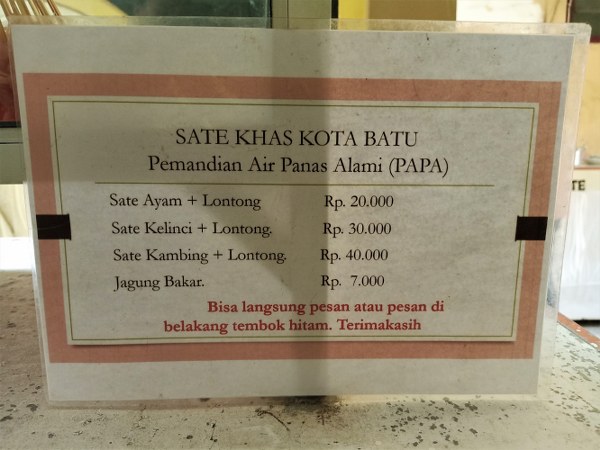 SATE KHAS KOTA BATU
Pemandian Air Panas Alami (PAPA)
Sate Ayam + Lontong Rp. 20.000
Sate Kelinci + Lontong. Rp. 30.000
Sate Kambing + Lontong. Rp. 40.000
Jagung Bakar. Rp. 7.000
Bisa langsung pesan atau pesan di
belakang tembok hitam. Terimakasih